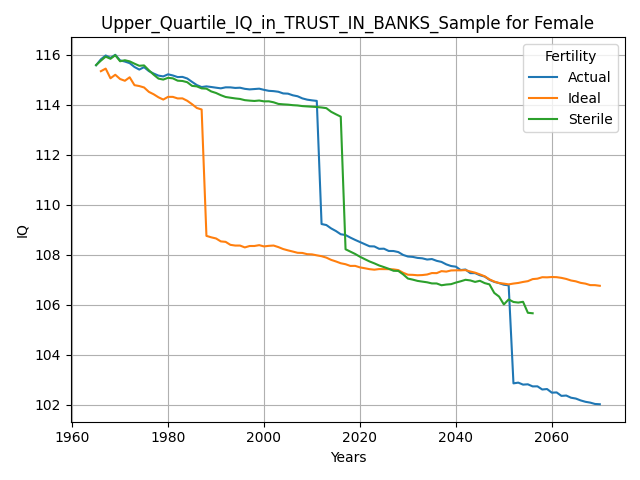 Upper_Quartile_IQ_in_TRUST_IN_BANKS_Sample for Female
Fertility
Actual
Ideal
Sterile
IQ
116
114
112
110
108
106
104
102
1960
1980
2000
2020
2040
2060
Years